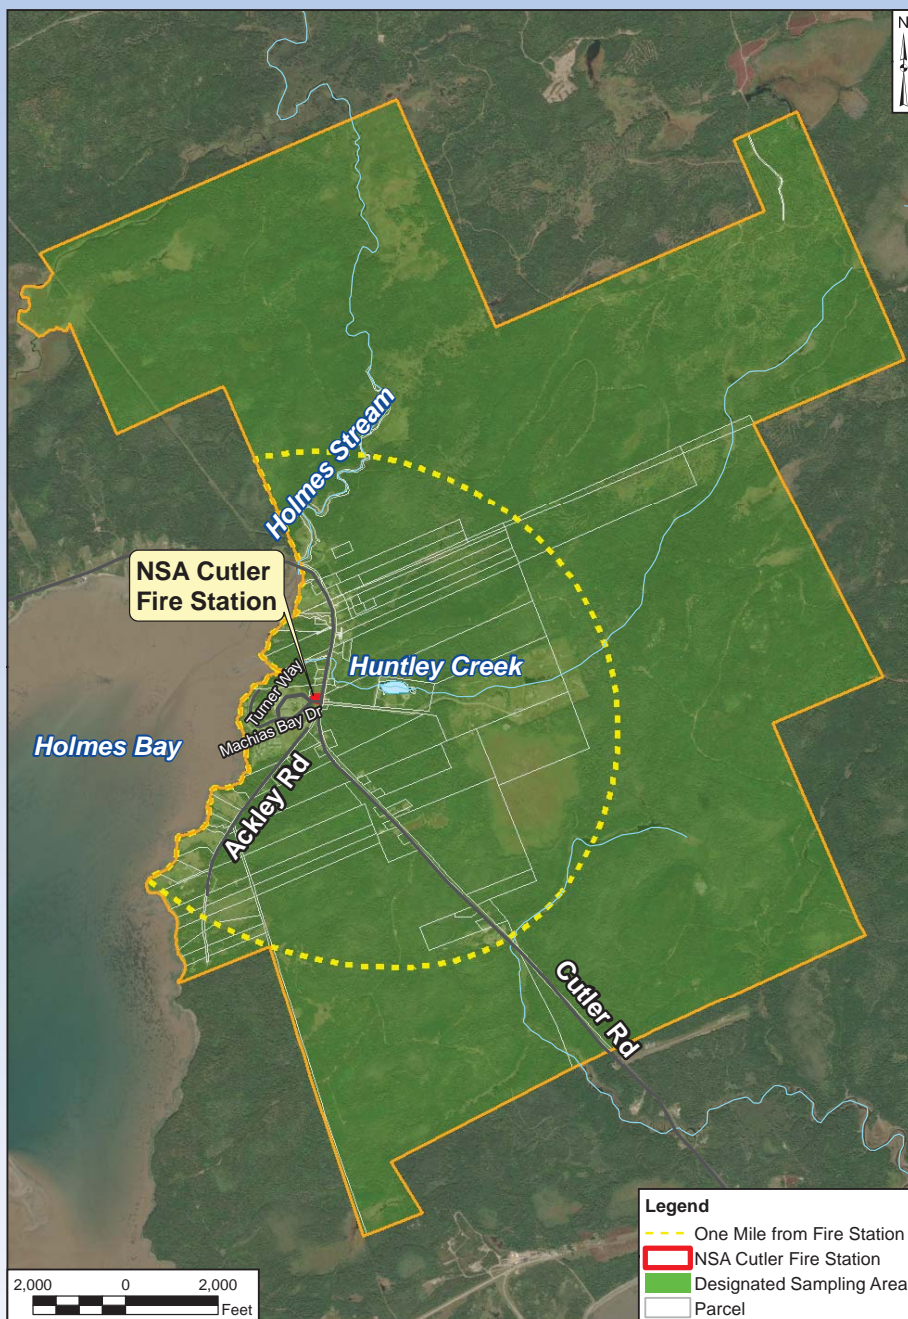 N
Holmes Stream
NSA Cutler
Fire Station
Huntley Creek
Turner Way
Machias Bay Dr
Holmes Bay
Ackley Rd
Cutler Rd
Legend
One Mile from Fire Station
NSA Cutler Fire Station
Designated Sampling Area
Parcel
2,000 0 2,000
Feet